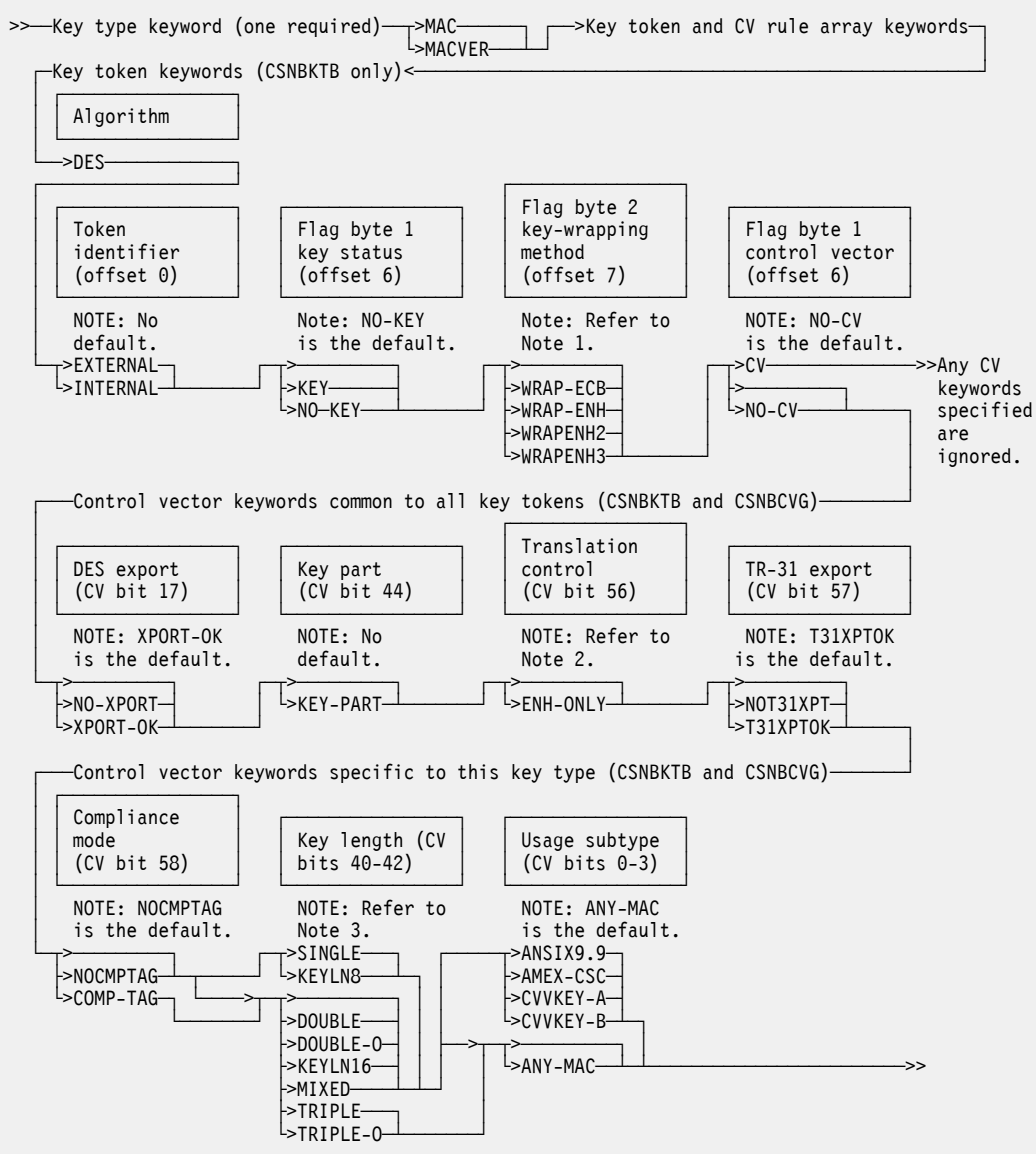 >>—Key type keyword (one required)—>MAC— —>Key token and CV rule array keywords—
>MACVER—
—Key token keywords (CSNBKTB only)<—
Algorithm
—>DES—
Flag byte 2
Token Flag byte 1 key-wrapping Flag byte 1
identifier key status method control vector
(offset 0) (offset 6) (offset 7) (offset 6)
NOTE: No Note: NO-KEY Note: Refer to NOTE: NO-CV
default. is the default. Note 1. is the default.
>EXTERNAL— >— >— >CV—>>Any CV
>INTERNAL— >KEY— >WRAP-ECB— >— keywords
>NO—KEY— >WRAP-ENH— >NO-CV— specified
>WRAPENH2— are
>WRAPENH3— ignored.
—Control vector keywords common to all key tokens (CSNBKTB and CSNBCVG)—
Translation
DES export Key part control TR-31 export
(CV bit 17) (CV bit 44) (CV bit 56) (CV bit 57)
NOTE: XPORT-OK NOTE: No NOTE: Refer to NOTE: T31XPTOK
is the default. default. Note 2. is the default.
>— >— >— >—
>NO-XPORT— >KEY-PART— >ENH-ONLY— >NOT31XPT—
>XPORT-OK— >T31XPTOK—
—Control vector keywords specific to this key type (CSNBKTB and CSNBCVG)—
Compliance
mode Key length (CV Usage subtype
(CV bit 58) bits 40-42) (CV bits 0-3)
NOTE: NOCMPTAG NOTE: Refer to NOTE: ANY-MAC
is the default. Note 3. is the default.
>— >SINGLE— >ANSIX9.9—
>NOCMPTAG— >KEYLN8— >AMEX-CSC—
>COMP-TAG— —> >— >CVVKEY-A—
>DOUBLE— >CVVKEY-B—
>DOUBLE-O— —> >—
>KEYLN16— >ANY-MAC— —>>
>MIXED—
>TRIPLE—
>TRIPLE-O—